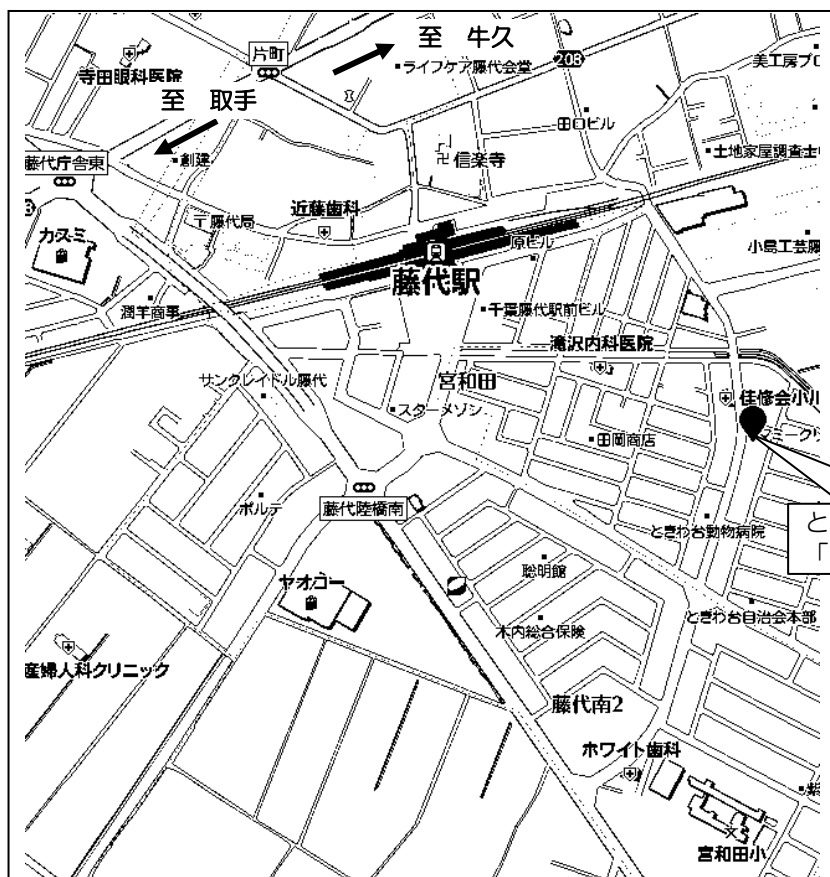 至 牛久
片町
208
ライフケア藤代会堂
美工房プロ
寺田眼科医院
至 取手
田口ビル
藤代庁舎東
創建
卍信楽寺
土地家屋調査士
〒藤代局
近藤歯科
カスミ
原ビル
小島工芸
藤代駅
潤羊商事
千葉藤代駅前ビル
滝沢内科医院
サンクレイドル藤代
宮和田
スターメゾン
佳修会小川
田岡商店
ミークリ
ポルテ
藤代陸橋南
ときわ台動物病院
と
「
聡明館
ヤオコー
木内総合保険
ときわ台自治会本部
産婦人科クリニック
藤代南2
ホワイト歯科
紫
宮和田小